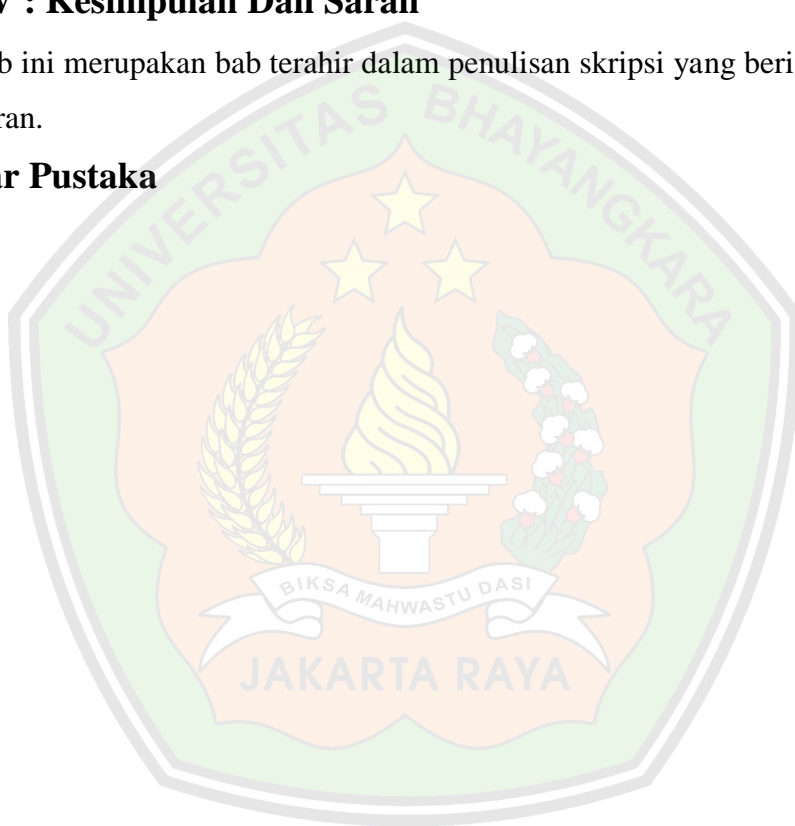 : Kesimpulan Dan Saran
b ini merupakan bab terahir dalam penulisan skripsi yang beri
ran.
ar Pustaka
UNIVERSITAS BHAYANGKARA
BIKSA MAHWASTU DASI
JAKARTA RAYA